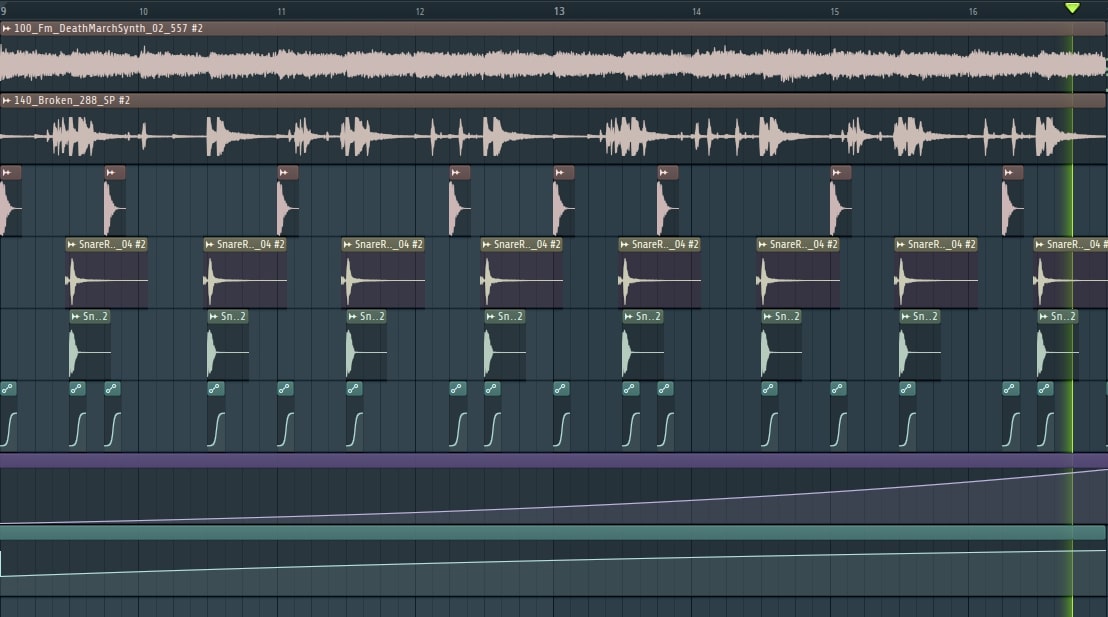 9 10 11 12 13 14 15 16
100_Fm_DeathMarchSynth_02_557 #2
140_Broken_288_SP #2
SnareR.._04 #2 SnareR.._04 #2 SnareR.._04 #2 SnareR.._04 #2 SnareR.._04 #2 SnareR.._04 #2 SnareR.._04 #2 SnareR.._04 #
Sn..2 Sn..2 Sn..2 Sn..2 Sn..2 Sn..2 Sn..2 Sn..2